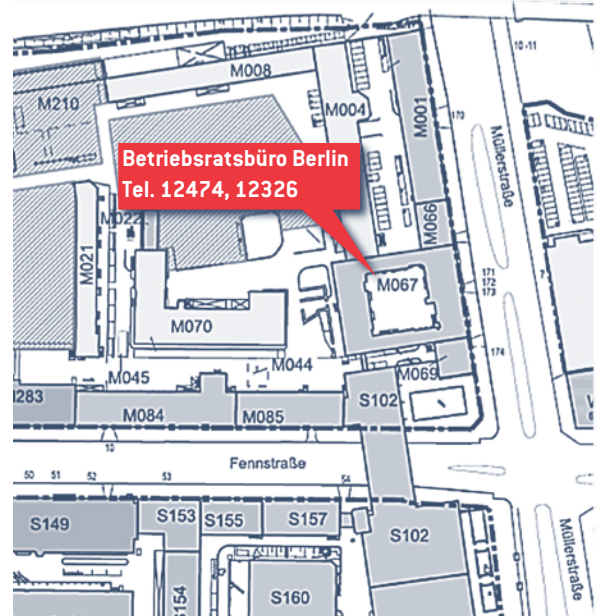 10 -11
M008
M210
M004
M001
170
Müllerstraße
Betriebsratsbüro Berlin
Tel. 12474, 12326
M022
M066
M021
M067
171
172
173
7
M070
174
M044
M045
M069
M283
M084
M085
S102
10
Fennstraße
50
51
52
53
54
S149
S153
S155
S157
S102
Müllerstraße
S154
S160